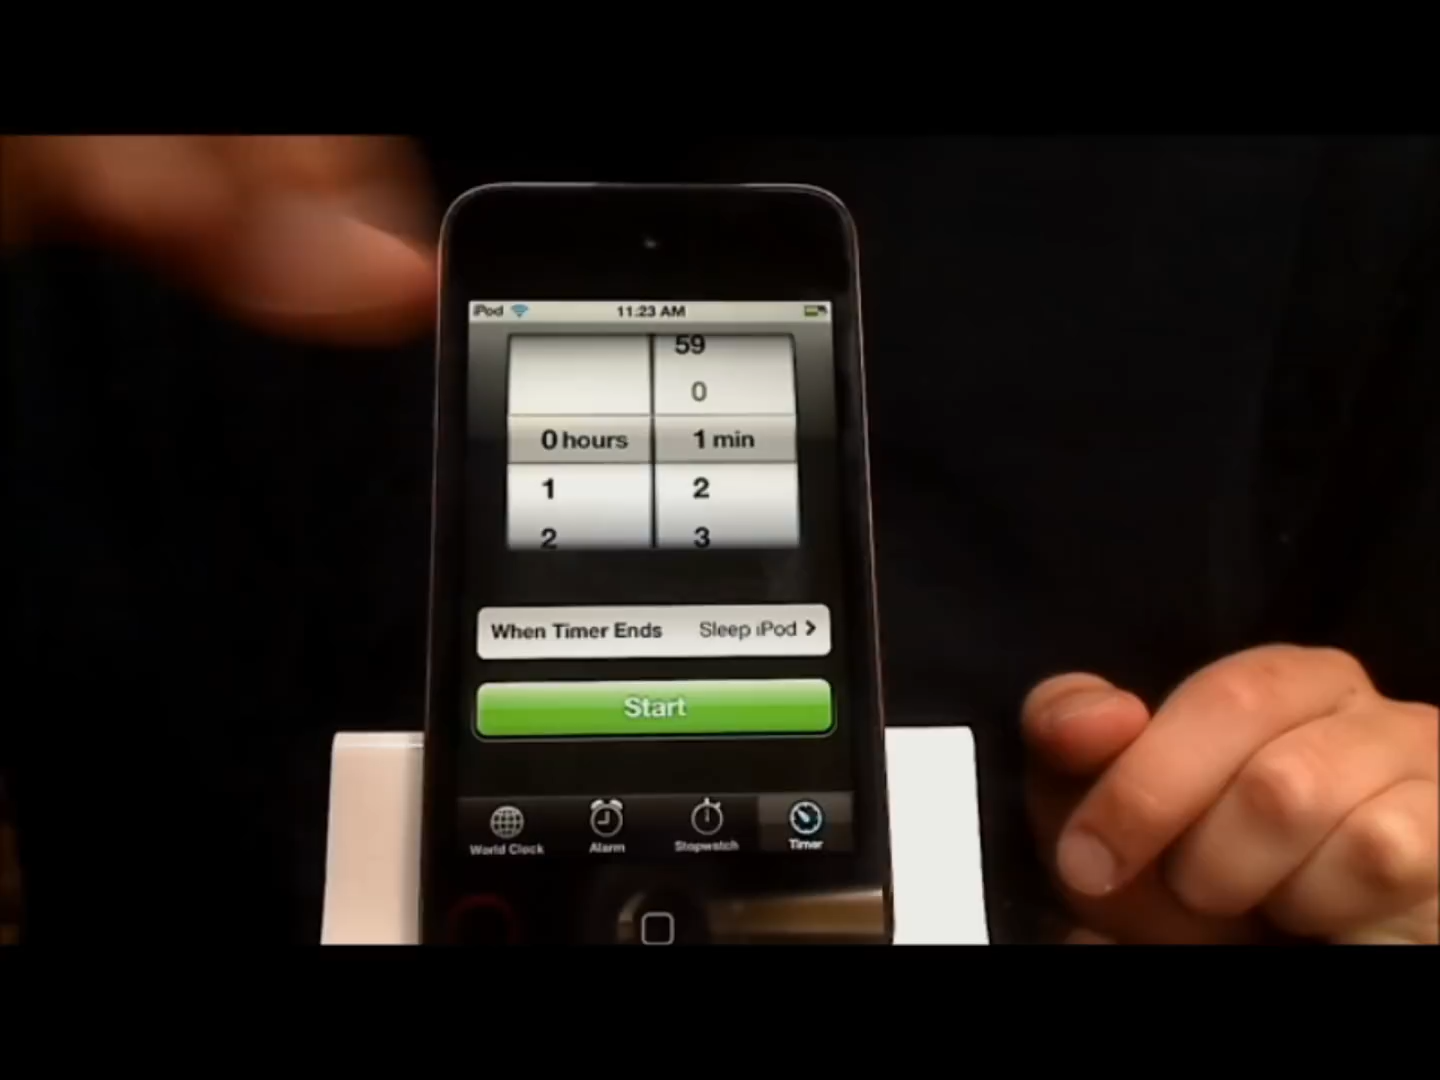 iPod 11:23 AM
59
0
0 hours 1 min
1 2
2 3
When Timer Ends Sleep iPod
Start
World Clock Alarm Stopwatch Timer